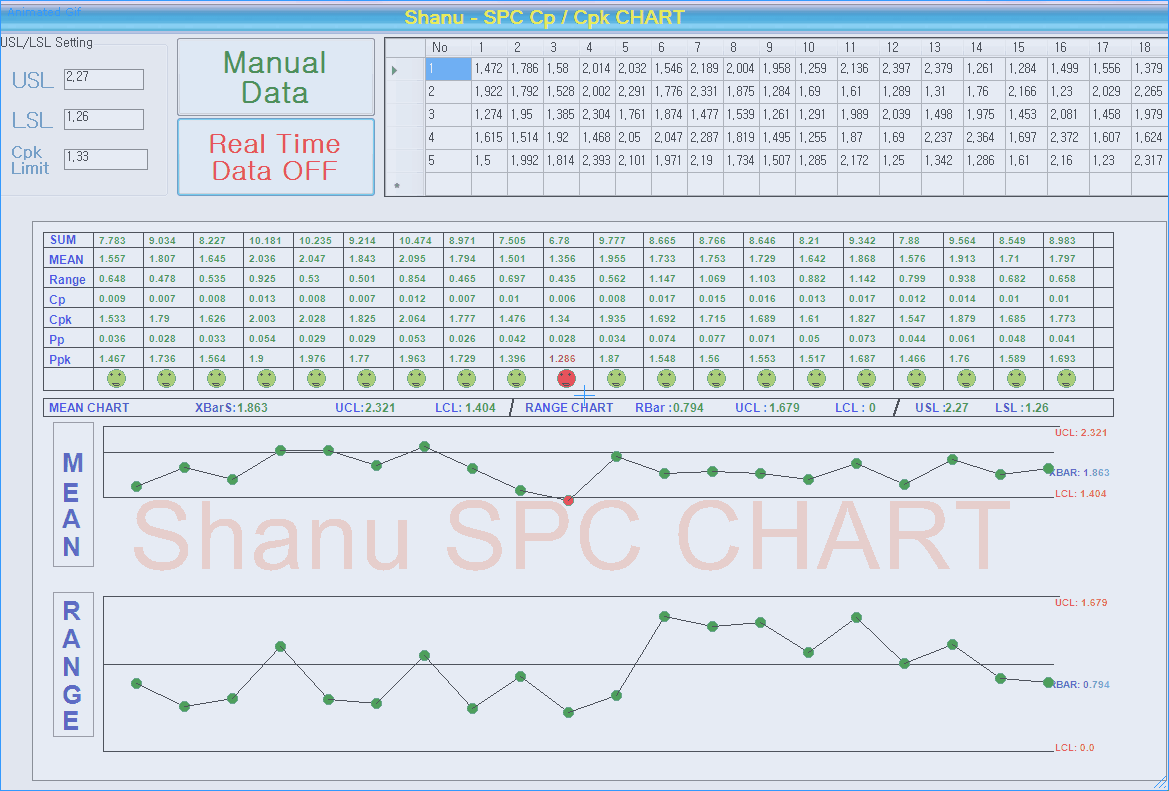 Animated Gif
Shanu - SPC Cp / Cpk CHART
USL/LSL Setting
USL 2,27
LSL 1,26
Cpk Limit 1,33
Manual
Data
Real Time
Data OFF
No 1 2 3 4 5 6 7 8 9 10 11 12 13 14 15 16 17 18
1 1,472 1,786 1,58 2,014 2,032 1,546 2,189 2,004 1,958 1,259 2,136 2,397 2,379 1,261 1,284 1,499 1,556 1,379
2 1,922 1,792 1,528 2,002 2,291 1,776 2,331 1,875 1,284 1,69 1,61 1,289 1,31 1,76 2,166 1,23 2,029 2,265
3 1,274 1,95 1,385 2,304 1,761 1,874 1,477 1,539 1,261 1,291 1,989 2,039 1,498 1,975 1,453 2,081 1,458 1,979
4 1,615 1,514 1,92 1,468 2,05 2,047 2,287 1,819 1,495 1,255 1,87 1,69 2,237 2,364 1,697 2,372 1,607 1,624
5 1,5 1,992 1,814 2,393 2,101 1,971 2,19 1,734 1,507 1,285 2,172 1,25 1,342 1,286 1,61 2,16 1,23 2,317
SUM 7.783 9.034 8.227 10.181 10.235 9.214 10.474 8.971 7.505 6.78 9.777 8.665 8.766 8.646 8.21 9.342 7.88 9.564 8.549 8.983
MEAN 1.557 1.807 1.645 2.036 2.047 1.843 2.095 1.794 1.501 1.356 1.955 1.733 1.753 1.729 1.642 1.868 1.576 1.913 1.71 1.797
Range 0.648 0.478 0.535 0.925 0.53 0.501 0.854 0.465 0.697 0.435 0.562 1.147 1.069 1.103 0.882 1.142 0.799 0.938 0.682 0.658
Cp 0.009 0.007 0.008 0.013 0.008 0.007 0.012 0.007 0.01 0.006 0.008 0.017 0.015 0.016 0.013 0.017 0.012 0.014 0.01 0.01
Cpk 1.533 1.79 1.626 2.003 2.028 1.825 2.064 1.777 1.476 1.34 1.935 1.692 1.715 1.689 1.61 1.827 1.547 1.879 1.685 1.773
Pp 0.036 0.028 0.033 0.054 0.029 0.029 0.053 0.026 0.042 0.028 0.034 0.074 0.077 0.071 0.05 0.073 0.044 0.061 0.048 0.041
Ppk 1.467 1.736 1.564 1.9 1.976 1.77 1.963 1.729 1.396 1.286 1.87 1.548 1.56 1.553 1.517 1.687 1.466 1.76 1.589 1.693
MEAN CHART XBarS:1.863 UCL:2.321 LCL: 1.404 / RANGE CHART RBar :0.794 UCL : 1.679 LCL : 0 / USL :2.27 LSL :1.26
MEAN
UCL: 2.321
XBAR: 1.863
LCL: 1.404
Shanu SPC CHART
RANGE
UCL: 1.679
XBAR: 0.794
LCL: 0.0